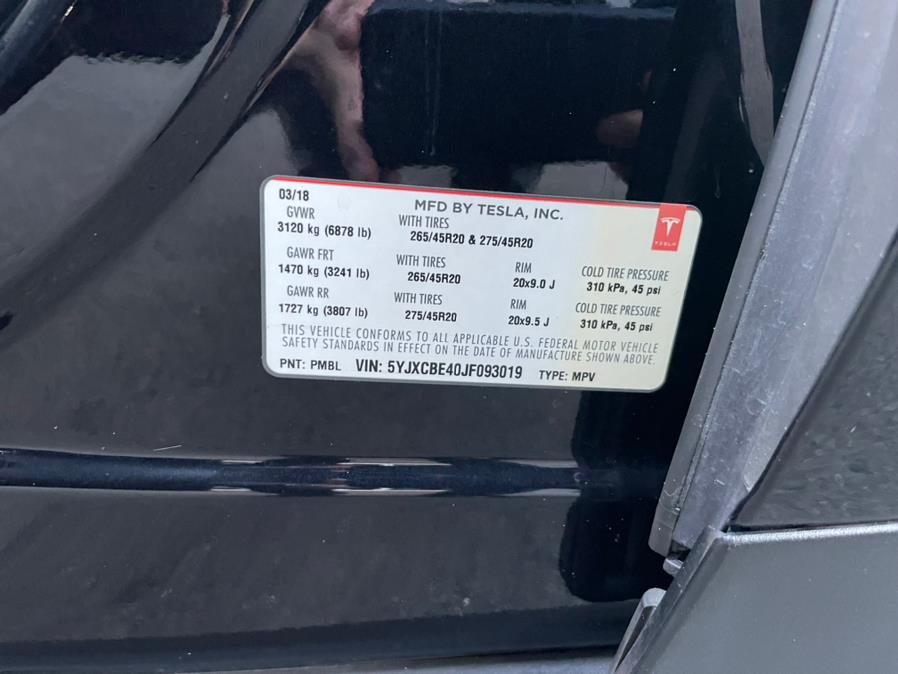 03/18
MFD BY TESLA, INC.
GVWR
3120 kg (6878 lb)
WITH TIRES
265/45R20 & 275/45R20
TESLA
GAWR FRT
1470 kg (3241 lb)
WITH TIRES
265/45R20
RIM
20x9.0 J
COLD TIRE PRESSURE
310 kPa, 45 psi
GAWR RR
1727 kg (3807 lb)
WITH TIRES
275/45R20
RIM
20x9.5 J
COLD TIRE PRESSURE
310 kPa, 45 psi
THIS VEHICLE CONFORMS TO ALL APPLICABLE U.S. FEDERAL MOTOR VEHICLE
SAFETY STANDARDS IN EFFECT ON THE DATE OF MANUFACTURE SHOWN ABOVE.
PNT: PMBL VIN: 5YJXCBE40JF093019 TYPE: MPV